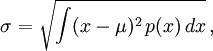 σ = √∫(x − μ)² p(x) dx ,